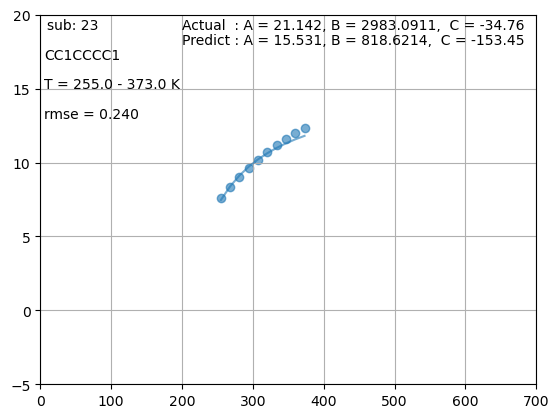 sub: 23
Actual  : A = 21.142, B = 2983.0911,  C = -34.76
Predict : A = 15.531, B = 818.6214,  C = -153.45
CC1CCCC1
T = 255.0 - 373.0 K
rmse = 0.240
20
15
10
5
0
−5
0 100 200 300 400 500 600 700